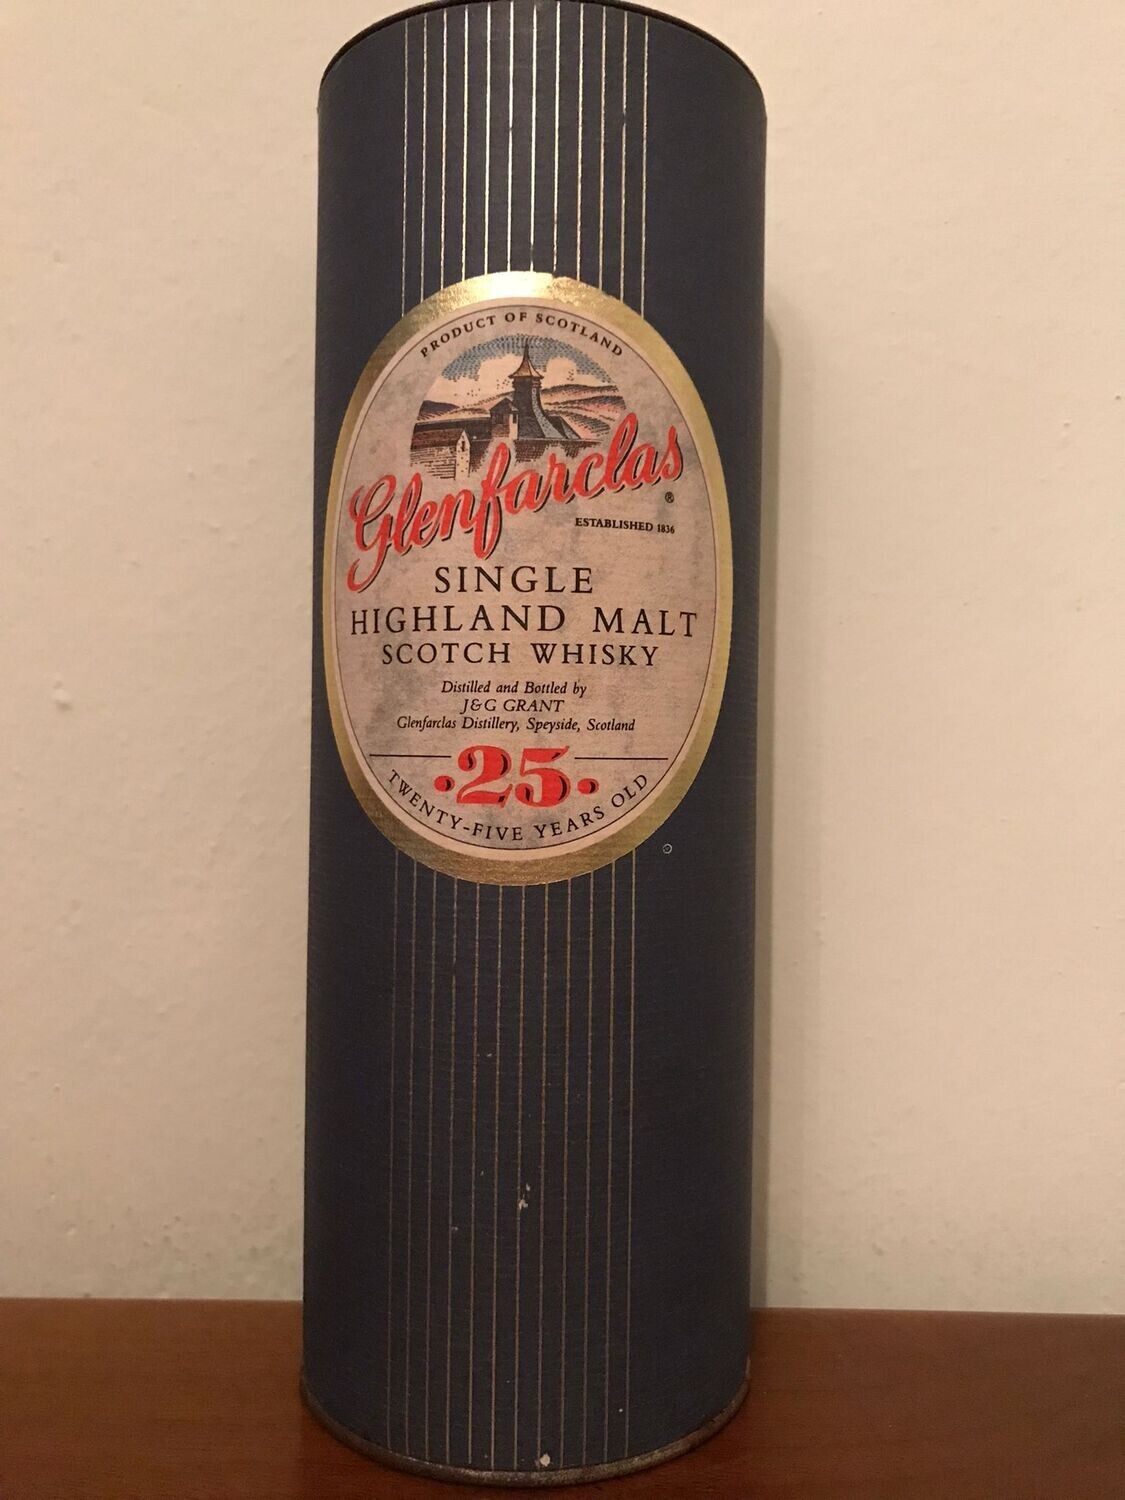 PRODUCT OF SCOTLAND
Glenfarclas ®
ESTABLISHED 1836
SINGLE
HIGHLAND MALT
SCOTCH WHISKY
Distilled and Bottled by
J&G GRANT
Glenfarclas Distillery, Speyside, Scotland
·25·
TWENTY-FIVE YEARS OLD